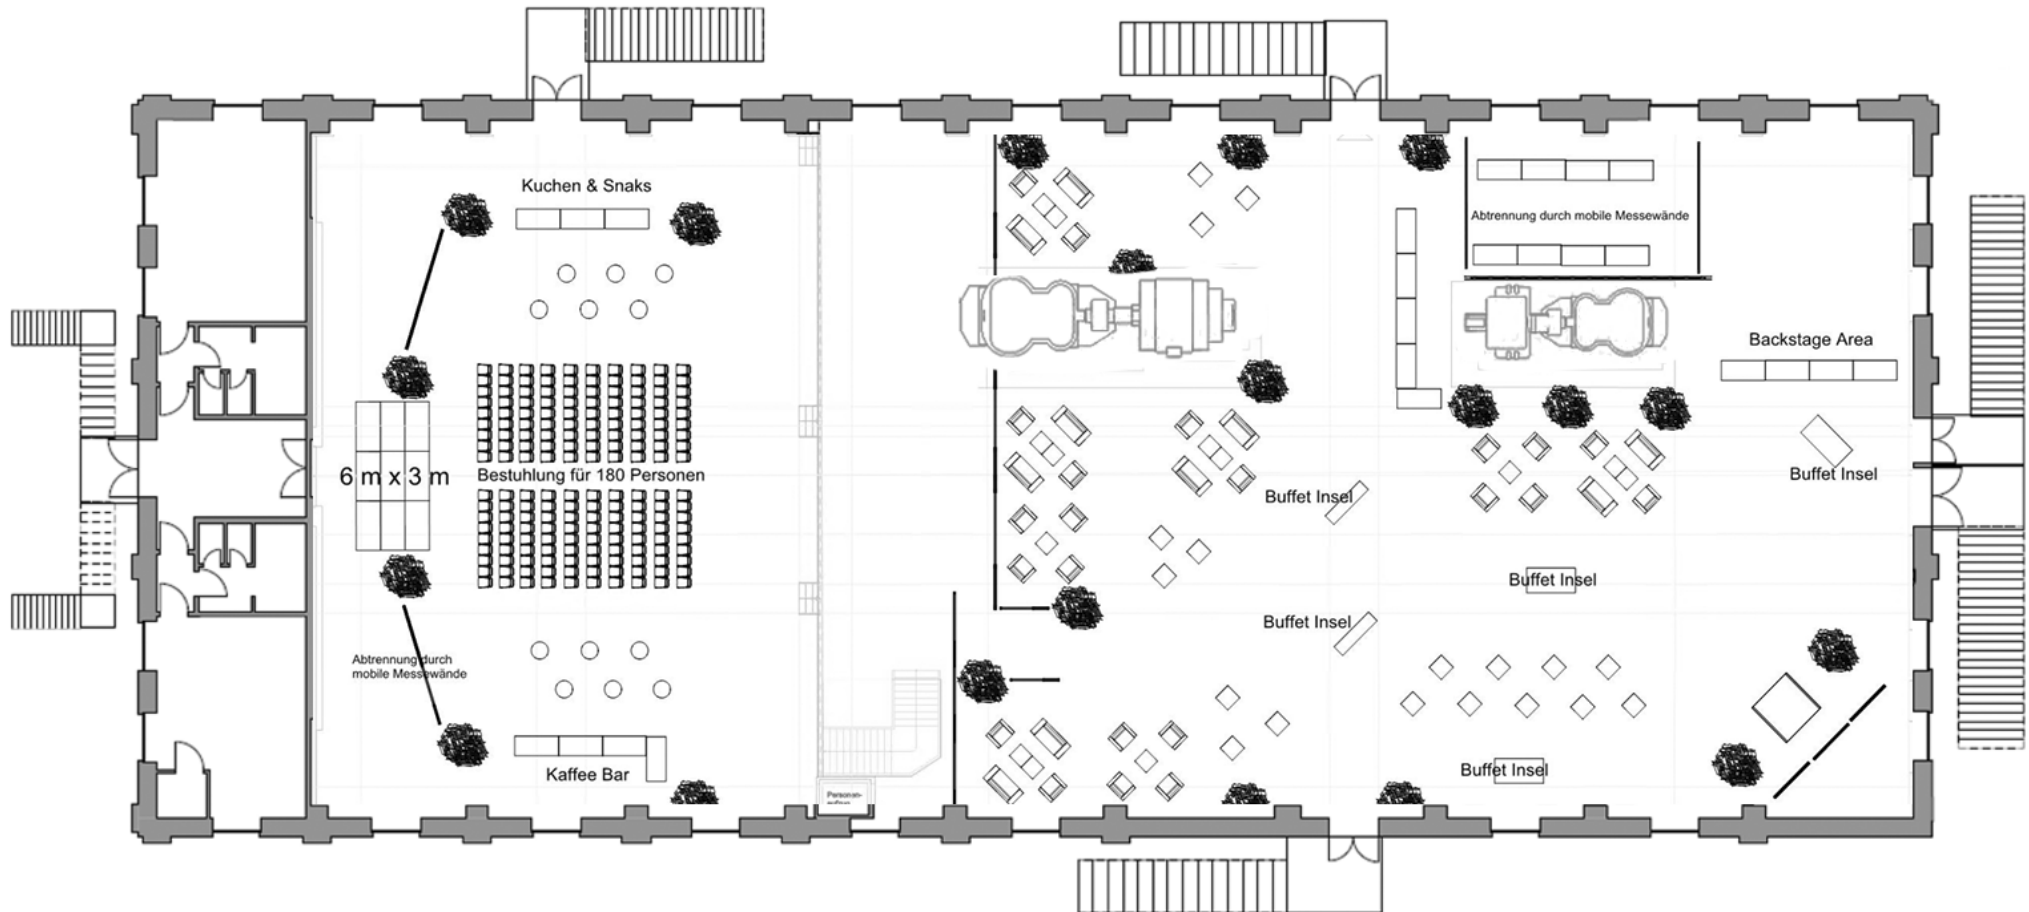 Kuchen & Snaks
Abtrennung durch mobile Messewände
Backstage Area
6 m x 3 m
Bestuhlung für 180 Personen
Buffet Insel
Buffet Insel
Buffet Insel
Buffet Insel
Abtrennung durch
mobile Messewände
Kaffee Bar
Buffet Insel
Personen-